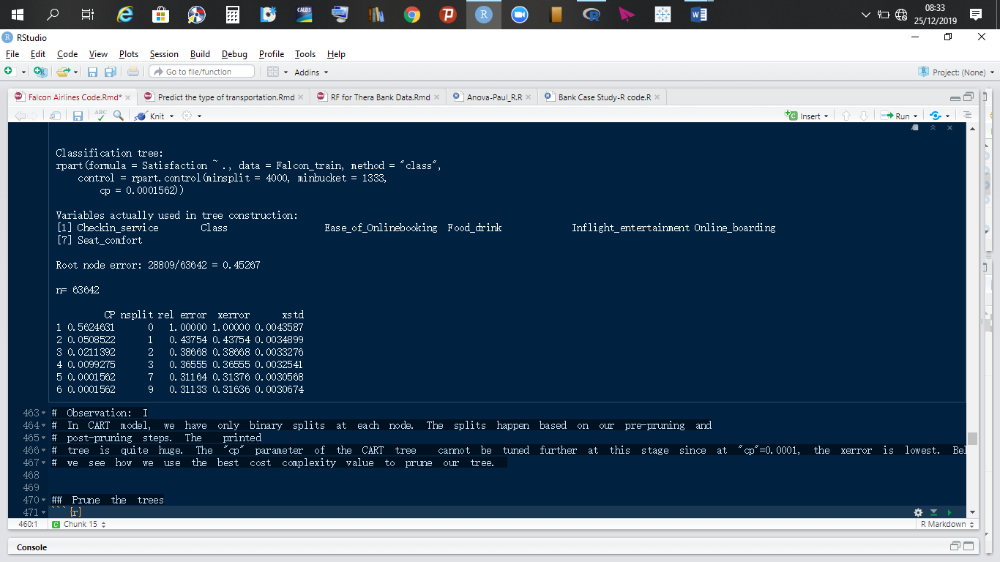 08:33
25/12/2019
CALD3
RStudio
File Edit Code View Plots Session Build Debug Profile Tools Help
Go to file/function Addins Project: (None)
Falcon Airlines Code.Rmd* Predict the type of transportation.Rmd RF for Thera Bank Data.Rmd Anova-Paul_R.R Bank Case Study-R code.R
ABC Knit Insert Run
Classification tree:
rpart(formula = Satisfaction ~ ., data = Falcon_train, method = "class",
control = rpart.control(minsplit = 4000, minbucket = 1333,
cp = 0.0001562))
Variables actually used in tree construction:
[1] Checkin_service Class Ease_of_Onlinebooking Food_drink Inflight_entertainment Online_boarding
[7] Seat_comfort
Root node error: 28809/63642 = 0.45267
n= 63642
CP nsplit rel error xerror xstd
1 0.5624631 0 1.00000 1.00000 0.0043587
2 0.0508522 1 0.43754 0.43754 0.0034899
3 0.0211392 2 0.38668 0.38668 0.0033276
4 0.0099275 3 0.36555 0.36555 0.0032541
5 0.0001562 7 0.31164 0.31376 0.0030568
6 0.0001562 9 0.31133 0.31636 0.0030674
463 # Observation: I
464 # In CART model, we have only binary splits at each node. The splits happen based on our pre-pruning and
465 # post-pruning steps. The printed
466 # tree is quite huge. The "cp" parameter of the CART tree cannot be tuned further at this stage since at "cp"=0.0001, the xerror is lowest. Bel
467 # we see how we use the best cost complexity value to prune our tree.
468
469
470 ## Prune the trees
471 ```{r}
460:1 Chunk 15 R Markdown
Console